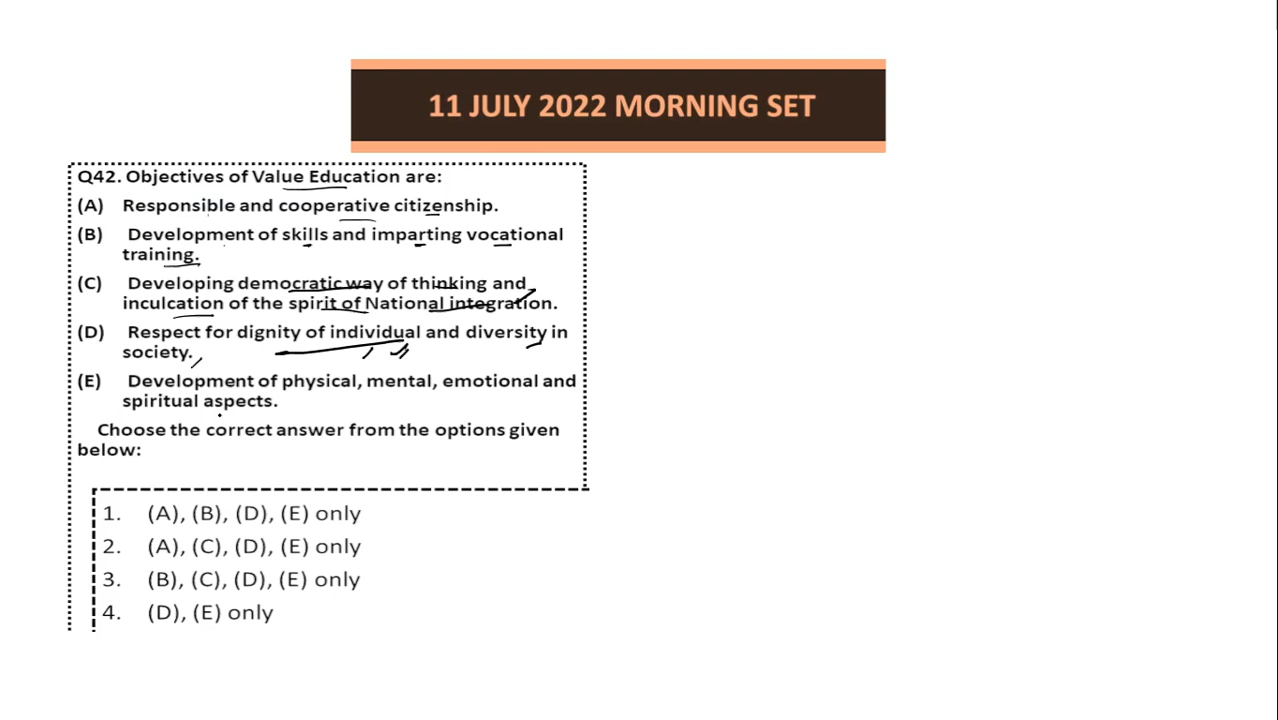 11 JULY 2022 MORNING SET
Q42. Objectives of Value Education are:
(A) Responsible and cooperative citizenship.
(B) Development of skills and imparting vocational
training.
(C) Developing democratic way of thinking and
inculcation of the spirit of National integration.
(D) Respect for dignity of individual and diversity in
society.
(E) Development of physical, mental, emotional and
spiritual aspects.
Choose the correct answer from the options given
below:
1. (A), (B), (D), (E) only
2. (A), (C), (D), (E) only
3. (B), (C), (D), (E) only
4. (D), (E) only